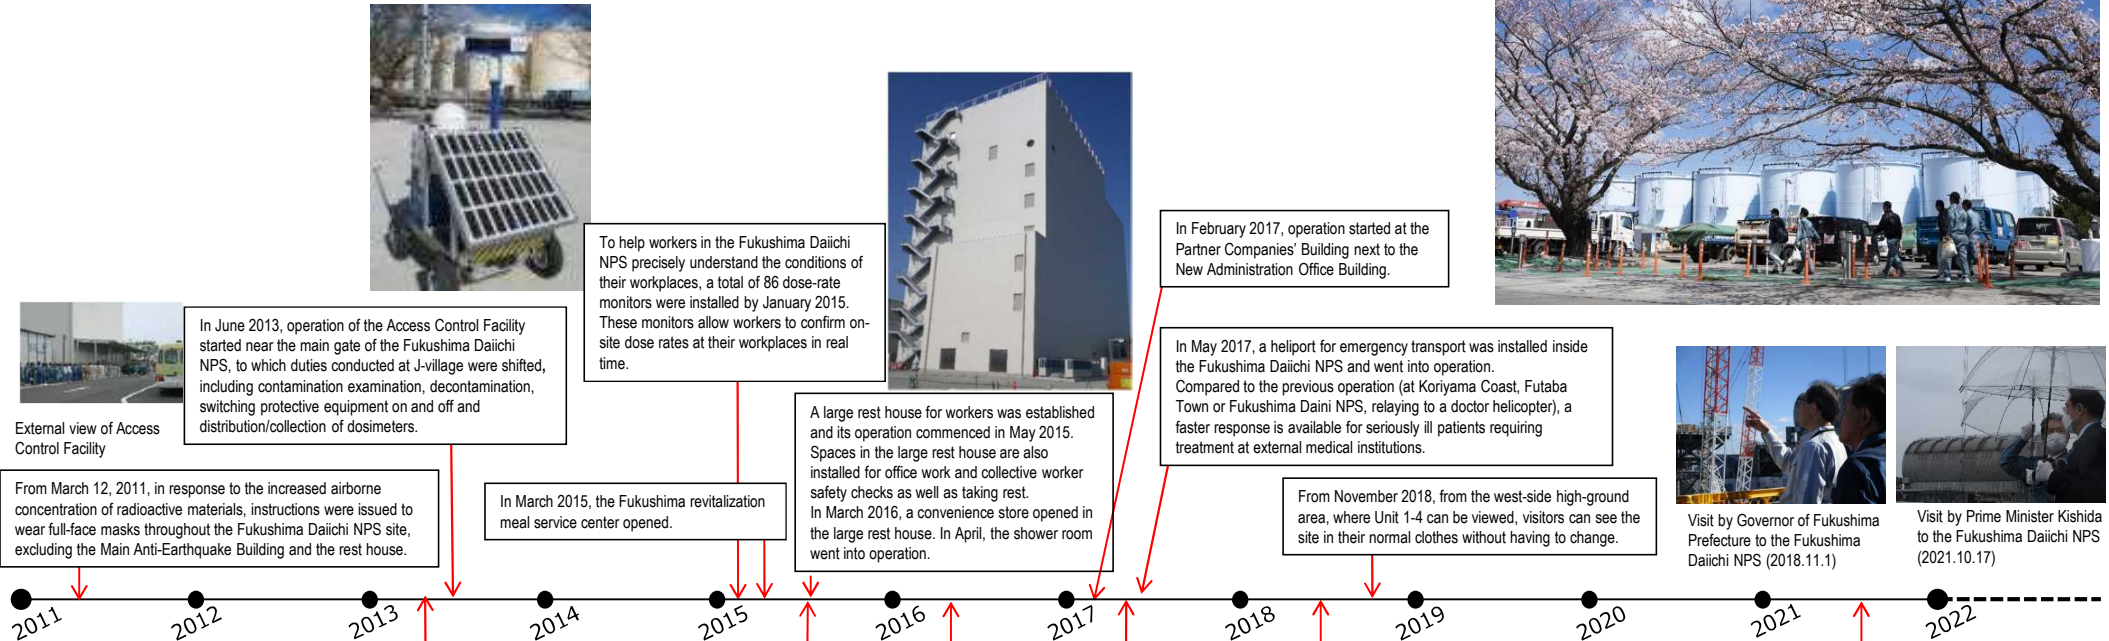 External view of Access
Control Facility
From March 12, 2011, in response to the increased airborne
concentration of radioactive materials, instructions were issued to
wear full-face masks throughout the Fukushima Daiichi NPS site,
excluding the Main Anti-Earthquake Building and the rest house.
In June 2013, operation of the Access Control Facility
started near the main gate of the Fukushima Daiichi
NPS, to which duties conducted at J-village were shifted,
including contamination examination, decontamination,
switching protective equipment on and off and
distribution/collection of dosimeters.
To help workers in the Fukushima Daiichi
NPS precisely understand the conditions of
their workplaces, a total of 86 dose-rate
monitors were installed by January 2015.
These monitors allow workers to confirm on-
site dose rates at their workplaces in real
time.
In March 2015, the Fukushima revitalization
meal service center opened.
A large rest house for workers was established
and its operation commenced in May 2015.
Spaces in the large rest house are also
installed for office work and collective worker
safety checks as well as taking rest.
In March 2016, a convenience store opened in
the large rest house. In April, the shower room
went into operation.
In February 2017, operation started at the
Partner Companies' Building next to the
New Administration Office Building.
In May 2017, a heliport for emergency transport was installed inside
the Fukushima Daiichi NPS and went into operation.
Compared to the previous operation (at Koriyama Coast, Futaba
Town or Fukushima Daini NPS, relaying to a doctor helicopter), a
faster response is available for seriously ill patients requiring
treatment at external medical institutions.
From November 2018, from the west-side high-ground
area, where Unit 1-4 can be viewed, visitors can see the
site in their normal clothes without having to change.
Visit by Governor of Fukushima
Prefecture to the Fukushima
Daiichi NPS (2018.11.1)
Visit by Prime Minister Kishida
to the Fukushima Daiichi NPS
(2021.10.17)
2011
2012
2013
2014
2015
2016
2017
2018
2019
2020
2021
2022